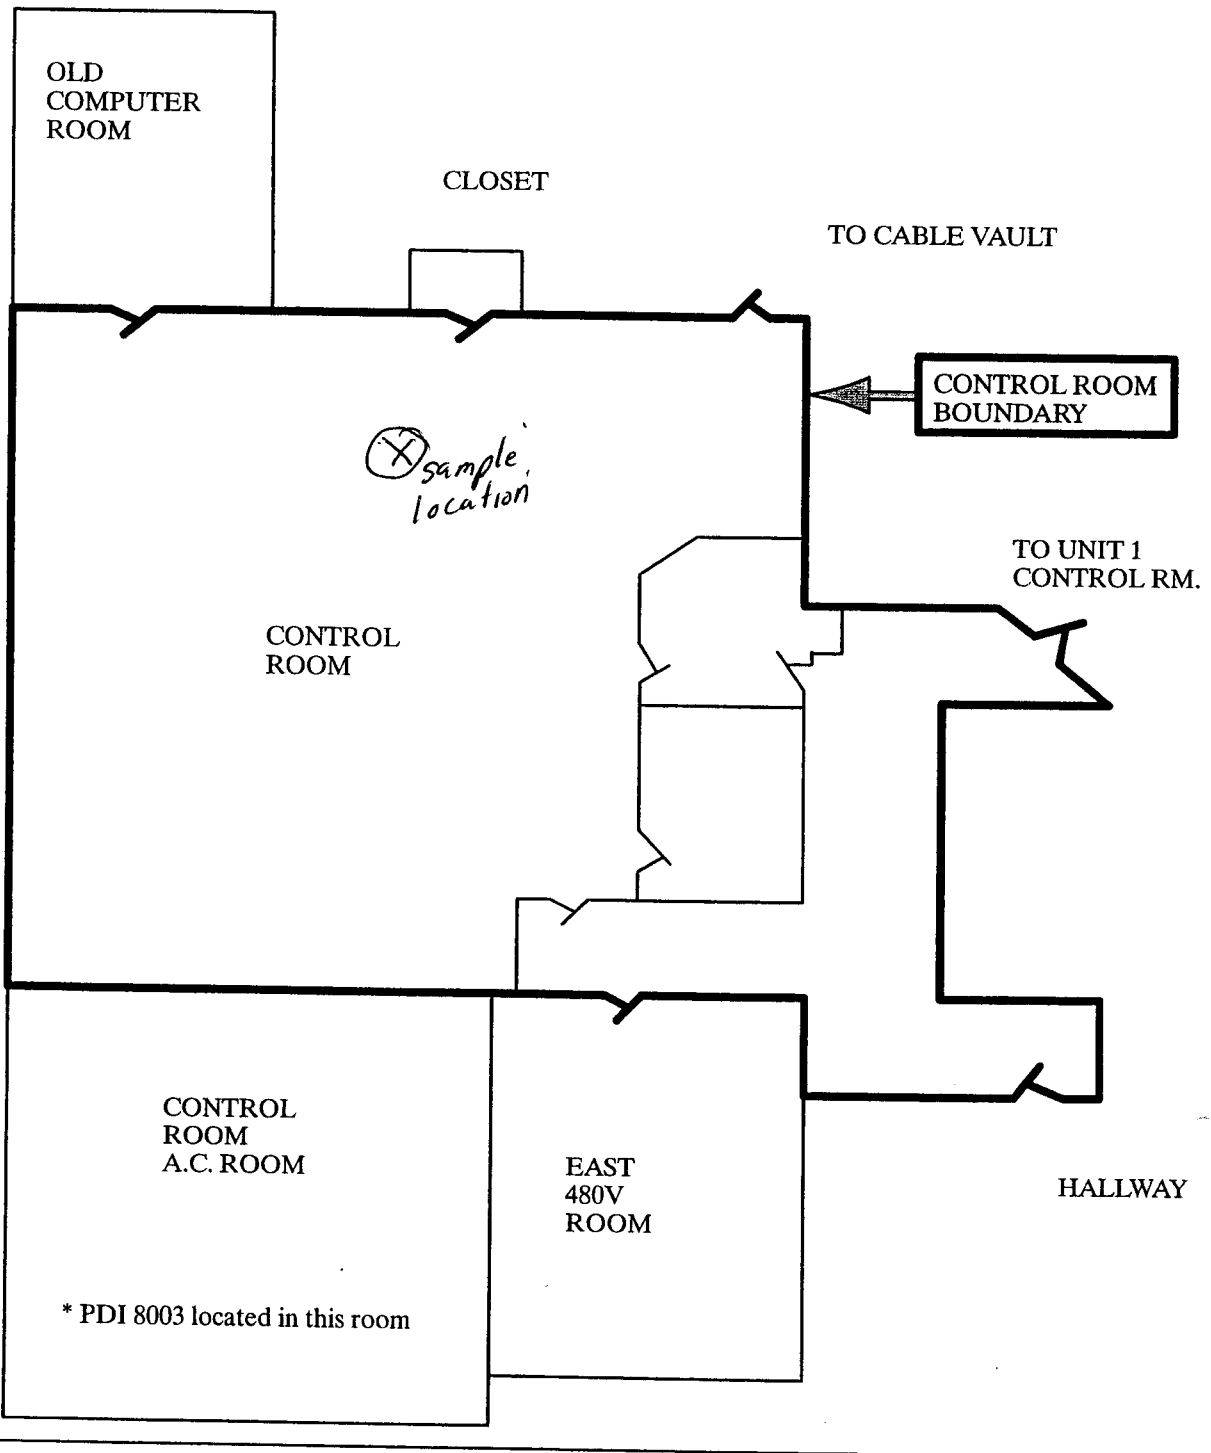 OLD
COMPUTER
ROOM
CLOSET
TO CABLE VAULT
CONTROL ROOM
BOUNDARY
X
sample
location
TO UNIT 1
CONTROL RM.
CONTROL
ROOM
CONTROL
ROOM
A.C. ROOM
EAST
480V
ROOM
HALLWAY
* PDI 8003 located in this room